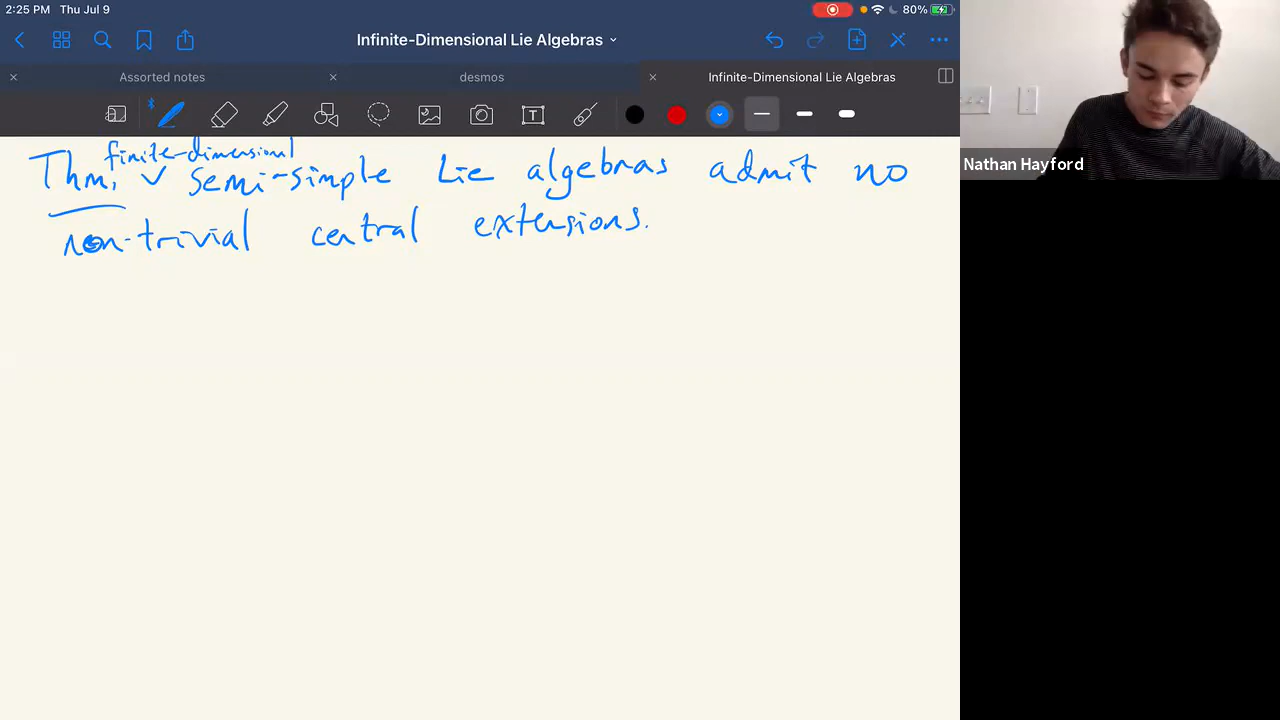 2:25 PM Thu Jul 9
80%
Infinite-Dimensional Lie Algebras
Assorted notes
desmos
Infinite-Dimensional Lie Algebras
T
finite-dimensional
Thm. semi-simple Lie algebras admit no
non-trivial central extensions.
Nathan Hayford